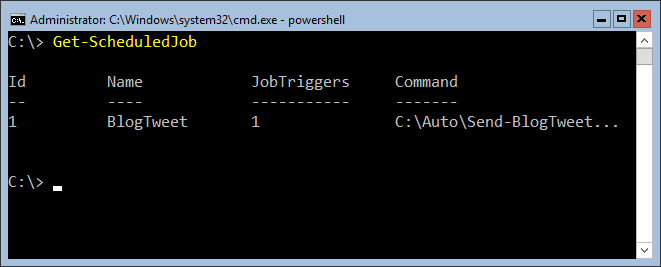 Administrator: C:\Windows\system32\cmd.exe - powershell
C:\> Get-ScheduledJob
Id Name JobTriggers Command
-- ---- ----------- -------
1 BlogTweet 1 C:\Auto\Send-BlogTweet...
C:\>